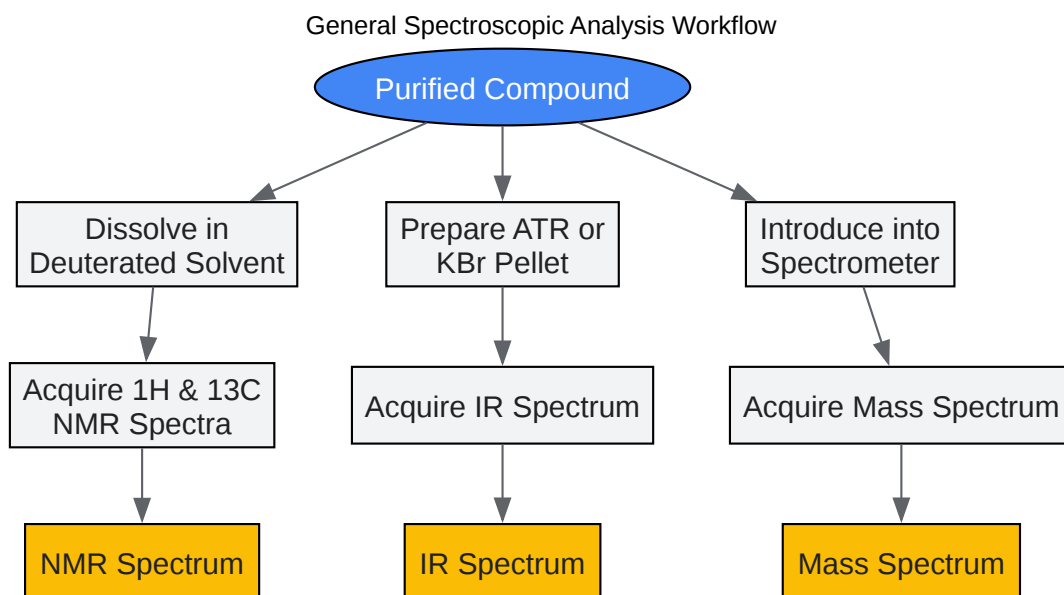 General Spectroscopic Analysis Workflow
Purified Compound
Dissolve in
Deuterated Solvent
Prepare ATR or
KBr Pellet
Introduce into
Spectrometer
Acquire 1H & 13C
NMR Spectra
Acquire IR Spectrum
Acquire Mass Spectrum
NMR Spectrum
IR Spectrum
Mass Spectrum